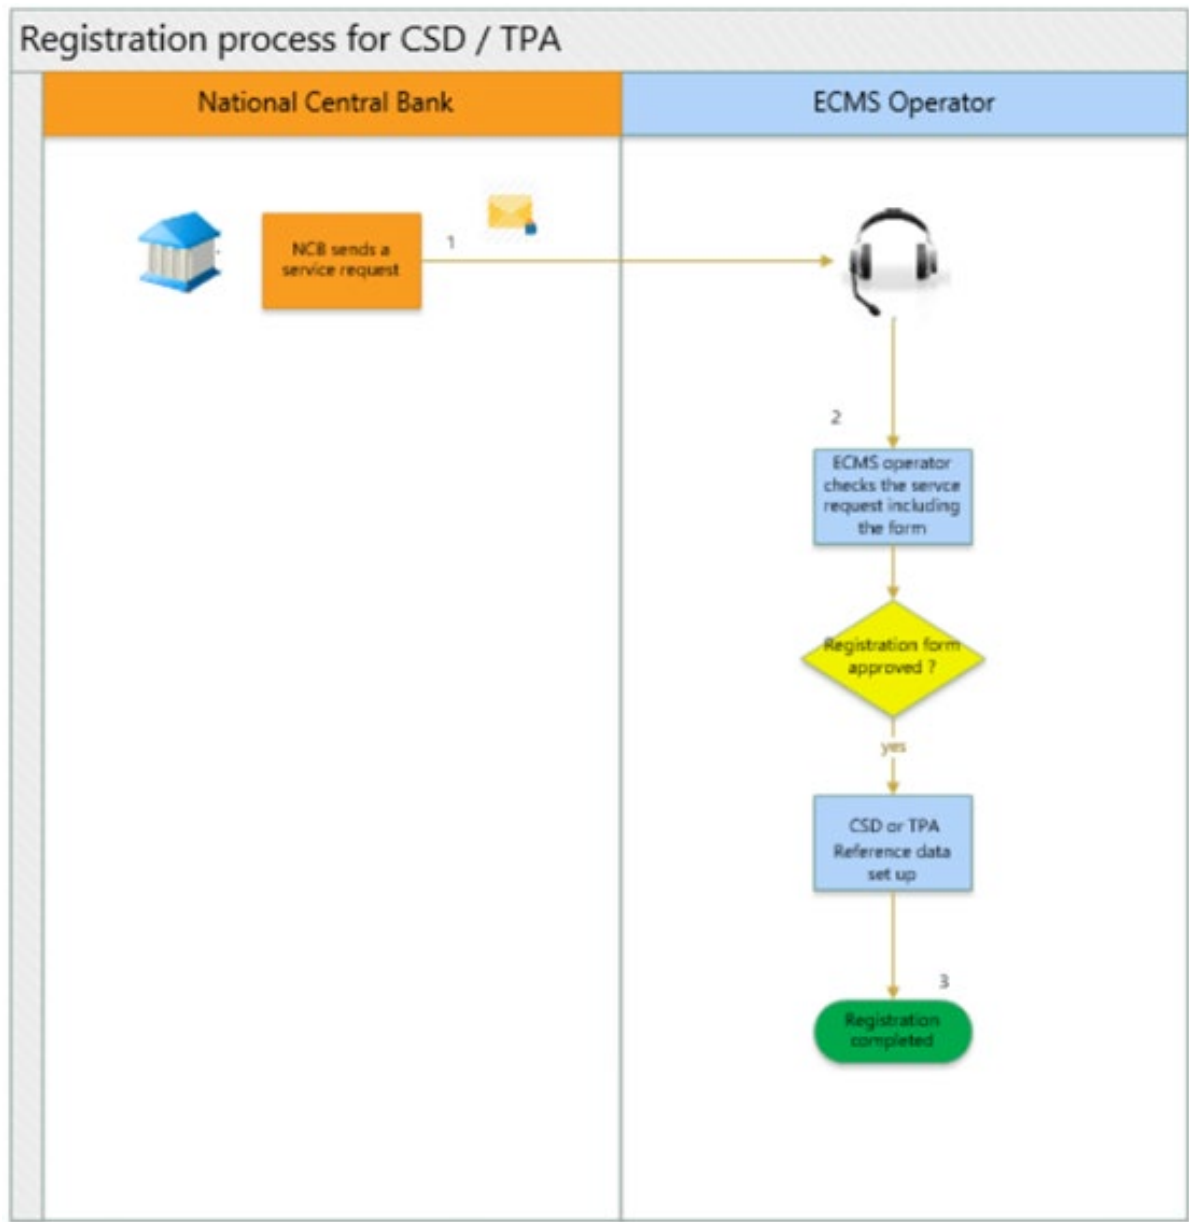 Registration process for CSD / TPA
National Central Bank
ECMS Operator
NCB sends a
service request
1
2
ECMS operator
checks the servce
request including
the form
Registration form
approved ?
yes
CSD or TPA
Reference data
set up
3
Registration
completed